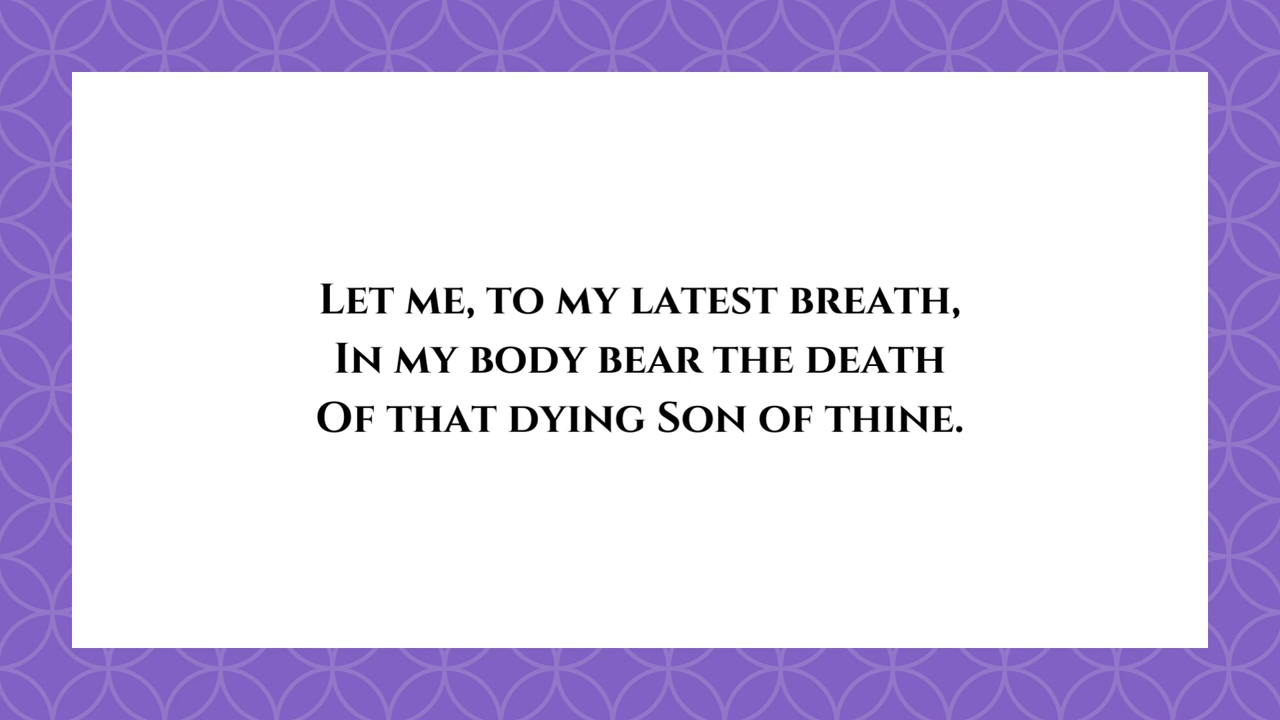 Let me, to my latest breath,
In my body bear the death
Of that dying Son of thine.